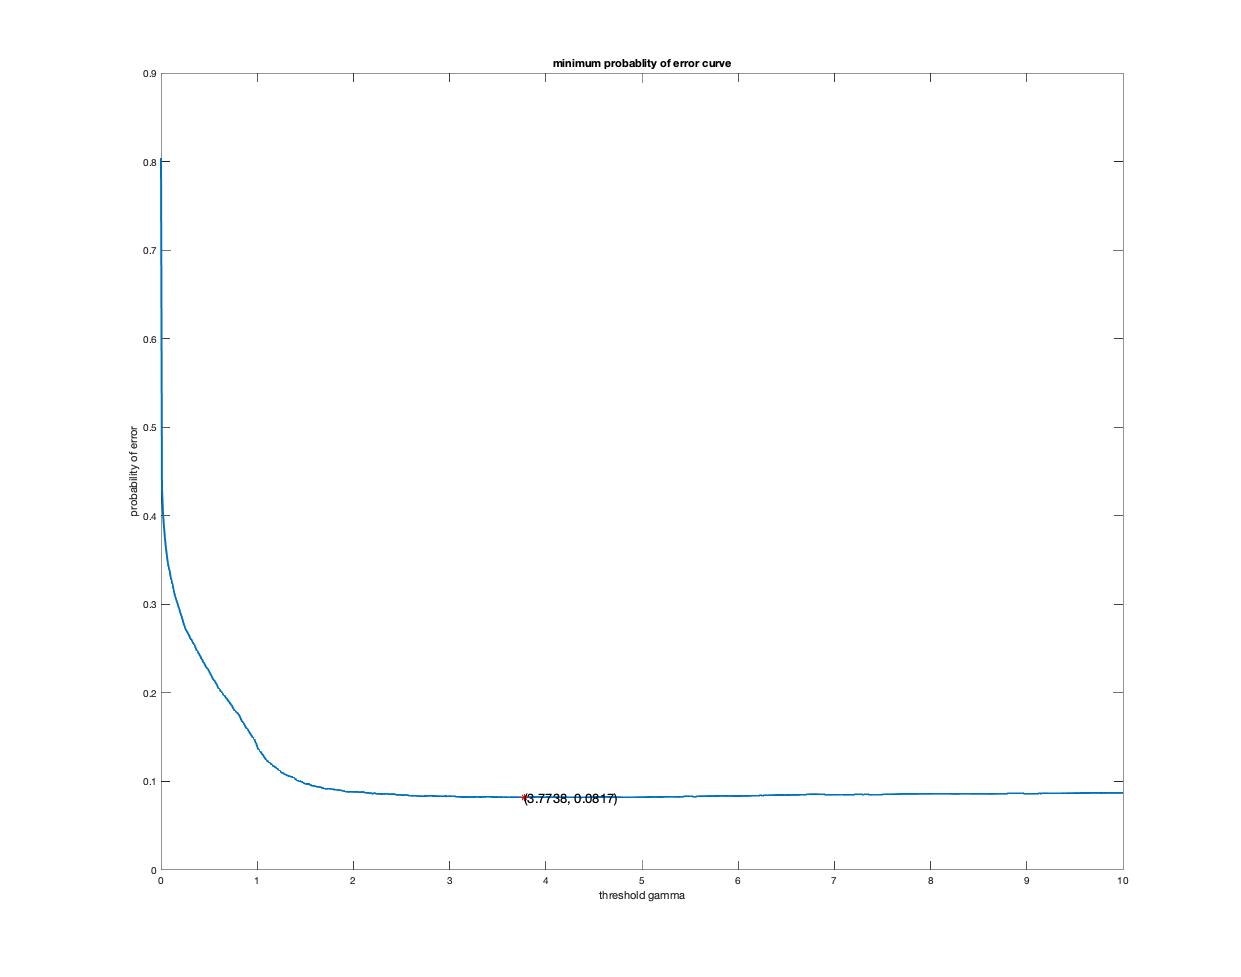 minimum probablity of error curve
0.9
0.8
0.7
0.6
0.5
0.4
0.3
0.2
0.1
0
probability of error
(3.7738, 0.0817)
0 1 2 3 4 5 6 7 8 9 10
threshold gamma